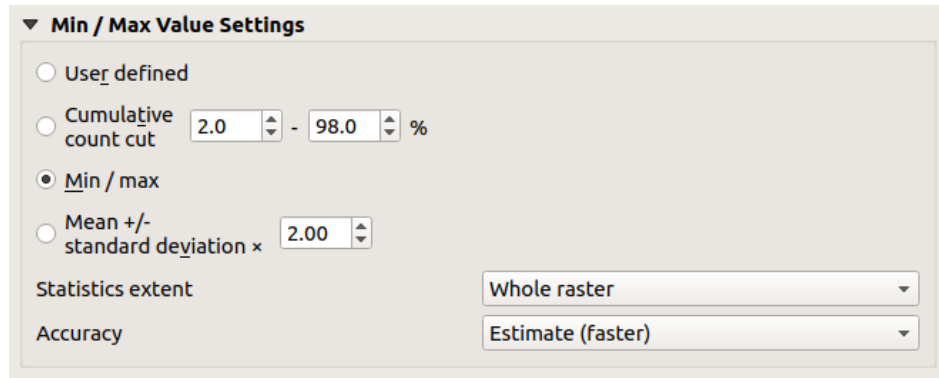 Min / Max Value Settings
User defined
Cumulative
count cut 2.0 - 98.0 %
Min / max
Mean +/-
standard deviation × 2.00
Statistics extent Whole raster
Accuracy Estimate (faster)